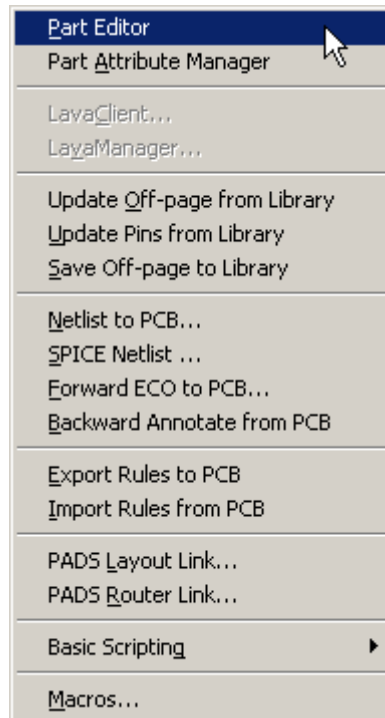 Part Editor
Part Attribute Manager
LavaClient...
LavaManager...
Update Off-page from Library
Update Pins from Library
Save Off-page to Library
Netlist to PCB...
SPICE Netlist ...
Forward ECO to PCB...
Backward Annotate from PCB
Export Rules to PCB
Import Rules from PCB
PADS Layout Link...
PADS Router Link...
Basic Scripting
Macros...